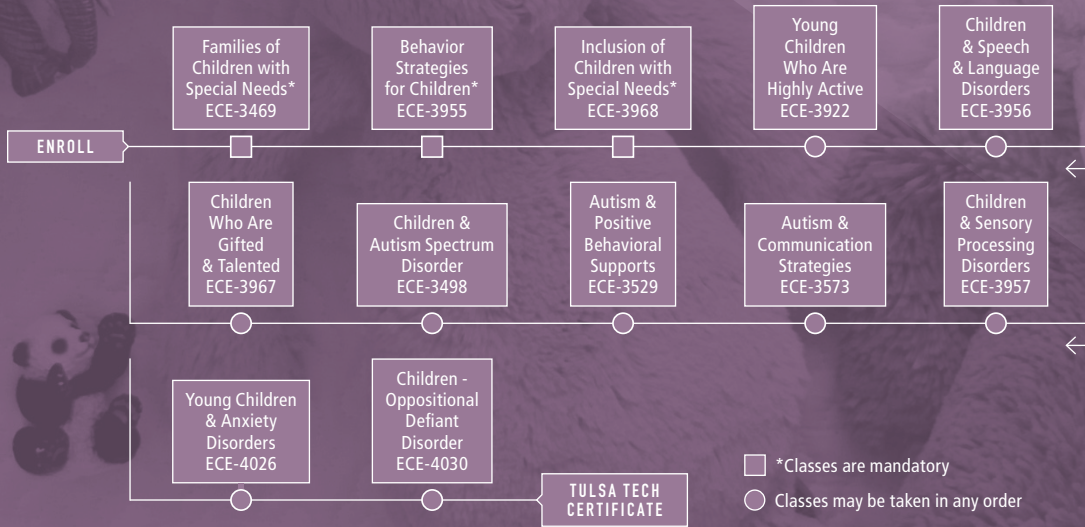 ENROLL
Families of
Children with
Special Needs*
ECE-3469
Behavior
Strategies
for Children*
ECE-3955
Inclusion of
Children with
Special Needs*
ECE-3968
Young
Children
Who Are
Highly Active
ECE-3922
Children
& Speech
& Language
Disorders
ECE-3956
Children
Who Are
Gifted
& Talented
ECE-3967
Children &
Autism Spectrum
Disorder
ECE-3498
Autism &
Positive
Behavioral
Supports
ECE-3529
Autism &
Communication
Strategies
ECE-3573
Children
& Sensory
Processing
Disorders
ECE-3957
Young Children
& Anxiety
Disorders
ECE-4026
Children -
Oppositional
Defiant
Disorder
ECE-4030
TULSA TECH
CERTIFICATE
*Classes are mandatory
Classes may be taken in any order